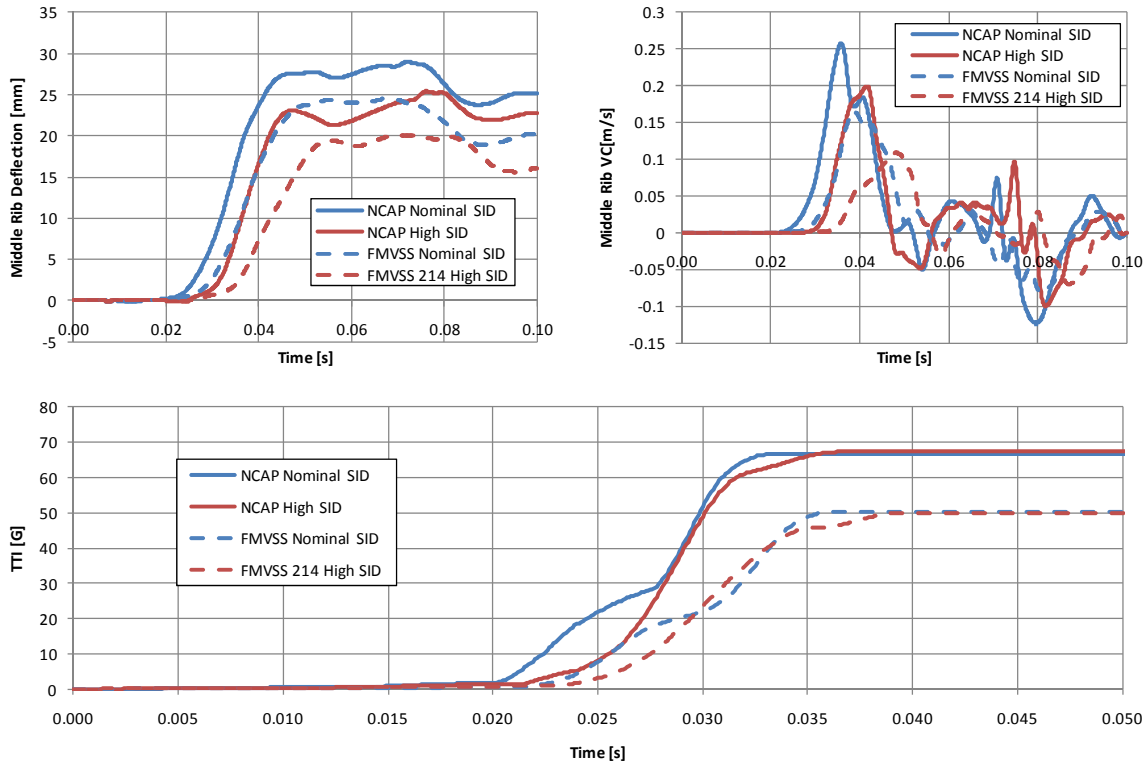 35
30
25
20
15
10
5
0
-5
0.00 0.02 0.04 0.06 0.08 0.10
Middle Rib Deflection [mm]
Time [s]
NCAP Nominal SID
NCAP High SID
FMVSS Nominal SID
FMVSS 214 High SID
0.3
0.25
0.2
0.15
0.1
0.05
0
-0.05
-0.1
-0.15
0.00 0.02 0.04 0.06 0.08 0.10
Middle Rib VC[m/s]
Time [s]
NCAP Nominal SID
NCAP High SID
FMVSS Nominal SID
FMVSS 214 High SID
80
70
60
50
40
30
20
10
0
0.000 0.005 0.010 0.015 0.020 0.025 0.030 0.035 0.040 0.045 0.050
TTI [G]
Time [s]
NCAP Nominal SID
NCAP High SID
FMVSS Nominal SID
FMVSS 214 High SID